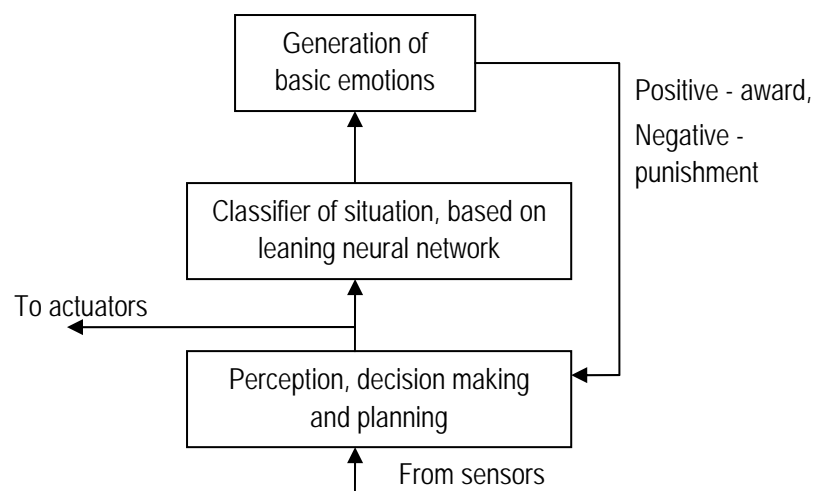 Generation of
basic emotions
Positive - award,
Negative -
punishment
Classifier of situation, based on
leaning neural network
To actuators
Perception, decision making
and planning
From sensors